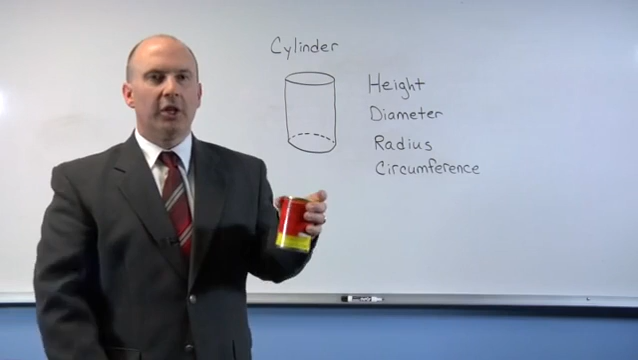 Cylinder
Height
Diameter
Radius
Circumference